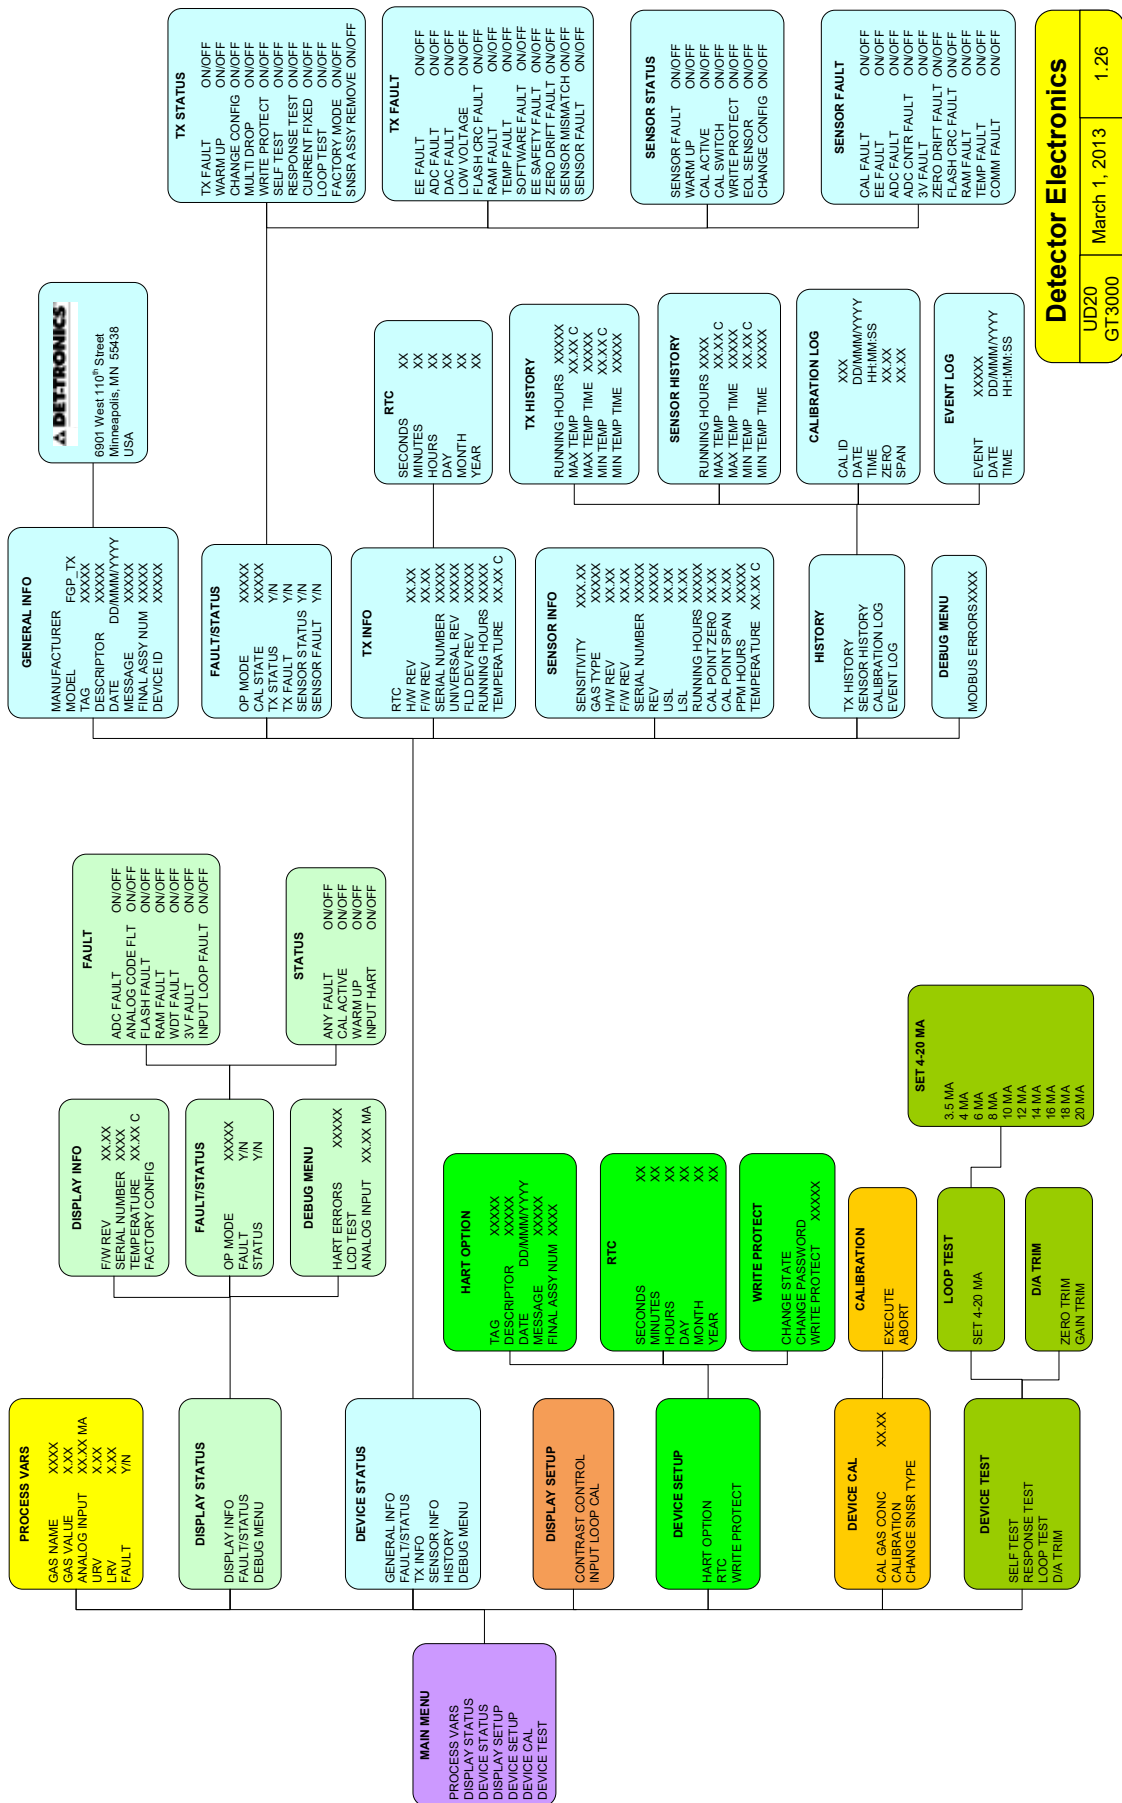 MAIN MENU
PROCESS VARS
DISPLAY STATUS
DEVICE STATUS
DISPLAY SETUP
DEVICE SETUP
DEVICE CAL
DEVICE TEST
PROCESS VARS
GAS NAME XXXX
GAS VALUE X.XX
ANALOG INPUT XX.XX MA
URV X.XX
LRV X.XX
FAULT Y/N
DISPLAY STATUS
DISPLAY INFO
FAULT/STATUS
DEBUG MENU
DEVICE STATUS
GENERAL INFO
FAULT/STATUS
TX INFO
SENSOR INFO
HISTORY
DEBUG MENU
DISPLAY SETUP
CONTRAST CONTROL
INPUT LOOP CAL
DEVICE SETUP
HART OPTION
RTC
WRITE PROTECT
DEVICE CAL
CAL GAS CONC XX.XX
CALIBRATION
CHANGE SNSR TYPE
DEVICE TEST
SELF TEST
RESPONSE TEST
LOOP TEST
D/A TRIM
DISPLAY INFO
F/W REV XX.XX
SERIAL NUMBER XXXX
TEMPERATURE XX.XX C
FACTORY CONFIG
FAULT/STATUS
OP MODE XXXXX
FAULT Y/N
STATUS Y/N
DEBUG MENU
HART ERRORS XXXXX
LCD TEST
ANALOG INPUT XX.XX MA
HART OPTION
TAG XXXXX
DESCRIPTOR XXXXX
DATE DD/MMM/YYYY
MESSAGE XXXXX
FINAL ASSY NUM XXXX
RTC
SECONDS XX
MINUTES XX
HOURS XX
DAY XX
MONTH XX
YEAR XX
WRITE PROTECT
CHANGE STATE
CHANGE PASSWORD
WRITE PROTECT XXXXX
CALIBRATION
EXECUTE
ABORT
LOOP TEST
SET 4-20 MA
D/A TRIM
ZERO TRIM
GAIN TRIM
FAULT
ADC FAULT ON/OFF
ANALOG CODE FLT ON/OFF
FLASH FAULT ON/OFF
RAM FAULT ON/OFF
WDT FAULT ON/OFF
3V FAULT ON/OFF
INPUT LOOP FAULT ON/OFF
STATUS
ANY FAULT ON/OFF
CAL ACTIVE ON/OFF
WARM UP ON/OFF
INPUT HART ON/OFF
SET 4-20 MA
3.5 MA
4 MA
6 MA
8 MA
10 MA
12 MA
14 MA
16 MA
18 MA
20 MA
GENERAL INFO
MANUFACTURER
MODEL FGP_TX
TAG XXXXX
DESCRIPTOR XXXXX
DATE DD/MMM/YYYY
MESSAGE XXXXX
FINAL ASSY NUM XXXXX
DEVICE ID XXXXX
FAULT/STATUS
OP MODE XXXXX
CAL STATE XXXXX
TX STATUS Y/N
TX FAULT Y/N
SENSOR STATUS Y/N
SENSOR FAULT Y/N
TX INFO
RTC
H/W REV XX.XX
F/W REV XX.XX
SERIAL NUMBER XXXXX
UNIVERSAL REV XXXXX
FLD DEV REV XXXXX
RUNNING HOURS XXXXX
TEMPERATURE XX.XX C
SENSOR INFO
SENSITIVITY XXX.XX
GAS TYPE XXXXX
H/W REV XX.XX
F/W REV XX.XX
SERIAL NUMBER XXXXX
REV XXXXX
USL XX.XX
LSL XX.XX
RUNNING HOURS XXXXX
CAL POINT ZERO XX.XX
CAL POINT SPAN XX.XX
PPM HOURS XXXXX
TEMPERATURE XX.XX C
HISTORY
TX HISTORY
SENSOR HISTORY
CALIBRATION LOG
EVENT LOG
DEBUG MENU
MODBUS ERRORS XXXX
DET-TRONICS
6901 West 110th Street
Minneapolis, MN 55438
USA
RTC
SECONDS XX
MINUTES XX
HOURS XX
DAY XX
MONTH XX
YEAR XX
TX HISTORY
RUNNING HOURS XXXXX
MAX TEMP XX.XX C
MAX TEMP TIME XXXXX
MIN TEMP XX.XX C
MIN TEMP TIME XXXXX
SENSOR HISTORY
RUNNING HOURS XXXX
MAX TEMP XX.XX C
MAX TEMP TIME XXXXX
MIN TEMP XX.XX C
MIN TEMP TIME XXXXX
CALIBRATION LOG
CAL ID XXX
DATE DD/MMM/YYYY
TIME HH:MM:SS
ZERO XX.XX
SPAN XX.XX
EVENT LOG
EVENT XXXXX
DATE DD/MMM/YYYY
TIME HH:MM:SS
TX STATUS
TX FAULT ON/OFF
WARM UP ON/OFF
CHANGE CONFIG ON/OFF
MULTI DROP ON/OFF
WRITE PROTECT ON/OFF
SELF TEST ON/OFF
RESPONSE TEST ON/OFF
CURRENT FIXED ON/OFF
LOOP TEST ON/OFF
FACTORY MODE ON/OFF
SNSR ASSY REMOVE ON/OFF
TX FAULT
EE FAULT ON/OFF
ADC FAULT ON/OFF
DAC FAULT ON/OFF
LOW VOLTAGE ON/OFF
FLASH CRC FAULT ON/OFF
RAM FAULT ON/OFF
TEMP FAULT ON/OFF
SOFTWARE FAULT ON/OFF
EE SAFETY FAULT ON/OFF
ZERO DRIFT FAULT ON/OFF
SENSOR MISMATCH ON/OFF
SENSOR FAULT ON/OFF
SENSOR STATUS
SENSOR FAULT ON/OFF
WARM UP ON/OFF
CAL ACTIVE ON/OFF
CAL SWITCH ON/OFF
WRITE PROTECT ON/OFF
EOL SENSOR ON/OFF
CHANGE CONFIG ON/OFF
SENSOR FAULT
CAL FAULT ON/OFF
EE FAULT ON/OFF
ADC FAULT ON/OFF
ADC CNTR FAULT ON/OFF
3V FAULT ON/OFF
ZERO DRIFT FAULT ON/OFF
FLASH CRC FAULT ON/OFF
RAM FAULT ON/OFF
TEMP FAULT ON/OFF
COMM FAULT ON/OFF
Detector Electronics
UD20
GT3000 March 1, 2013 1.26